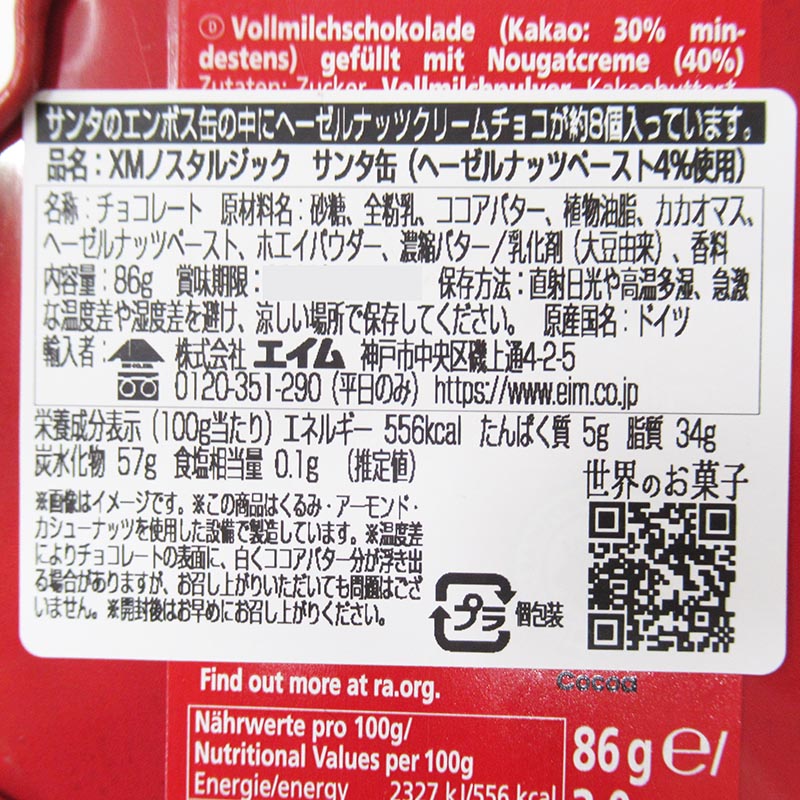 D Vollmilchschokolade (Kakao: 30% min-
destens) gefüllt mit Nougatcreme (40%)
Zutaten: Zucker, Vollmilchpulver, Kakaobutter
サンタのエンボス缶の中にヘーゼルナッツクリームチョコが約8個入っています。
品名：XMノスタルジック　サンタ缶（ヘーゼルナッツペースト4%使用）
名称：チョコレート　原材料名：砂糖、全粉乳、ココアバター、植物油脂、カカオマス、
ヘーゼルナッツペースト、ホエイパウダー、濃縮バター／乳化剤（大豆由来）、香料
内容量：86g　賞味期限：　保存方法：直射日光や高温多湿、急激
な温度差や湿度差を避け、涼しい場所で保存してください。　原産国名：ドイツ
輸入者：株式会社 エイム 神戸市中央区磯上通4-2-5
0120-351-290（平日のみ）https://www.eim.co.jp
栄養成分表示（100g当たり）エネルギー 556kcal たんぱく質 5g 脂質 34g
炭水化物 57g 食塩相当量 0.1g （推定値）
世界のお菓子
※画像はイメージです。※この商品はくるみ・アーモンド・
カシューナッツを使用した設備で製造しています。※温度差
によりチョコレートの表面に、白くココアバター分が浮き出
る場合がありますが、お召し上がりいただいても問題はござ
いません。※開封後はお早めにお召し上がりください。
プラ 個包装
Find out more at ra.org.
Cocoa
Nährwerte pro 100g/
Nutritional Values per 100g
Energie/energy 2327 kJ/556 kcal
86 g e/